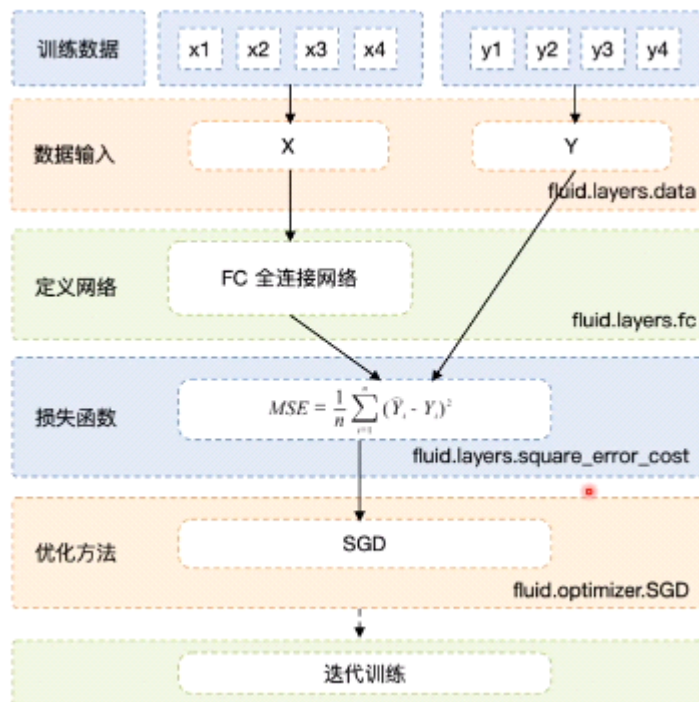 训练数据 x1 x2 x3 x4 y1 y2 y3 y4
数据输入 X Y
fluid.layers.data
定义网络 FC 全连接网络
fluid.layers.fc
损失函数 MSE = 1/n ∑ i=1 n (Ŷi - Yi)²
fluid.layers.square_error_cost
优化方法 SGD
fluid.optimizer.SGD
迭代训练